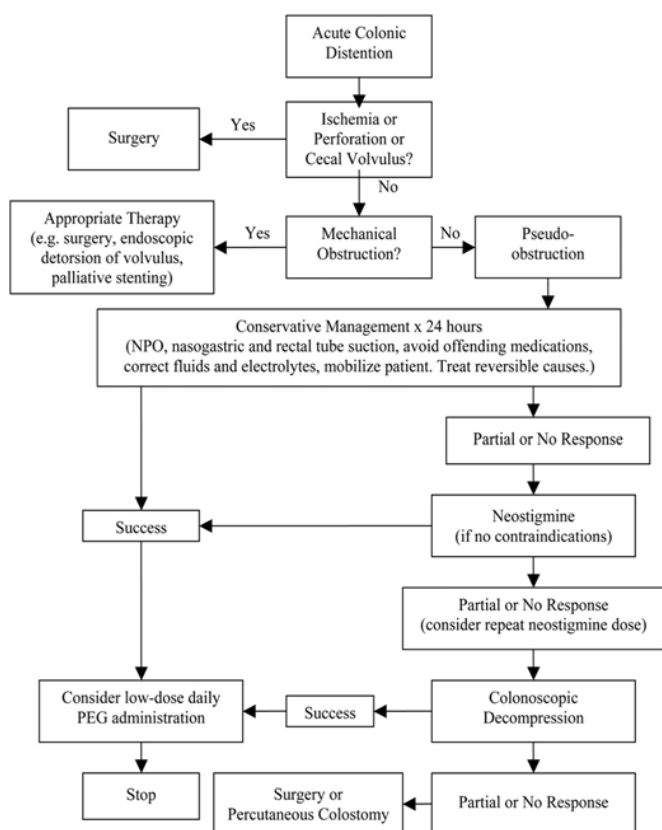 Acute Colonic
Distention
Ischemia or
Perforation or
Cecal Volvulus?
Yes
Surgery
No
Appropriate Therapy
(e.g. surgery, endoscopic
detorsion of volvulus,
palliative stenting)
Yes
Mechanical
Obstruction?
No
Pseudo-
obstruction
Conservative Management x 24 hours
(NPO, nasogastric and rectal tube suction, avoid offending medications,
correct fluids and electrolytes, mobilize patient. Treat reversible causes.)
Partial or No Response
Success
Neostigmine
(if no contraindications)
Partial or No Response
(consider repeat neostigmine dose)
Consider low-dose daily
PEG administration
Success
Colonoscopic
Decompression
Stop
Surgery or
Percutaneous Colostomy
Partial or No Response